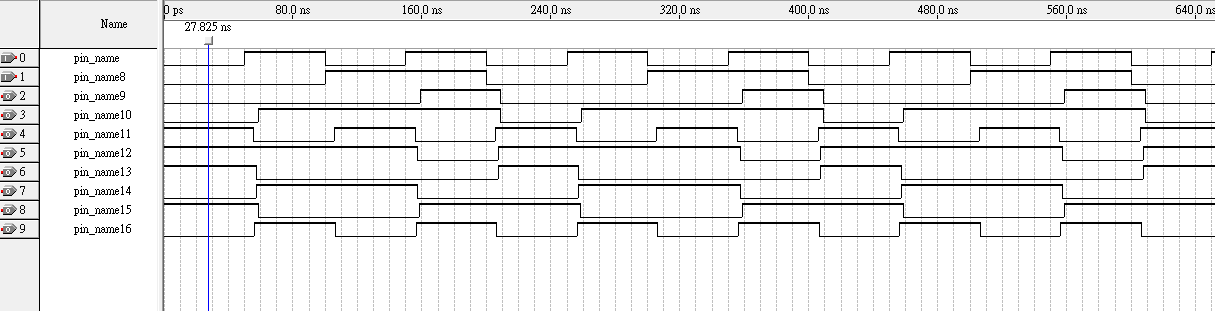 0 ps 80.0 ns 160.0 ns 240.0 ns 320.0 ns 400.0 ns 480.0 ns 560.0 ns 640.0 ns
Name
27.825 ns
0 pin_name
1 pin_name8
2 pin_name9
3 pin_name10
4 pin_name11
5 pin_name12
6 pin_name13
7 pin_name14
8 pin_name15
9 pin_name16